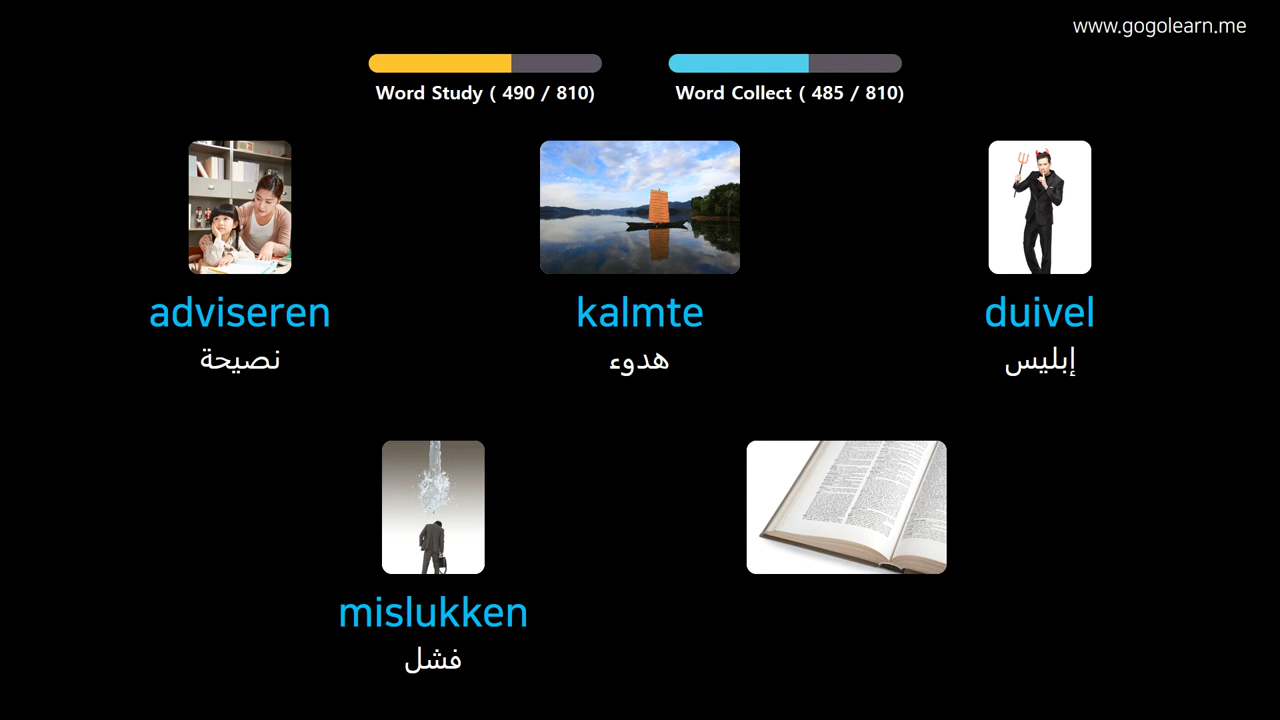 www.gogolearn.me
Word Study ( 490 / 810)
Word Collect ( 485 / 810)
adviseren
نصيحة
kalmte
هدوء
duivel
إبليس
mislukken
فشل